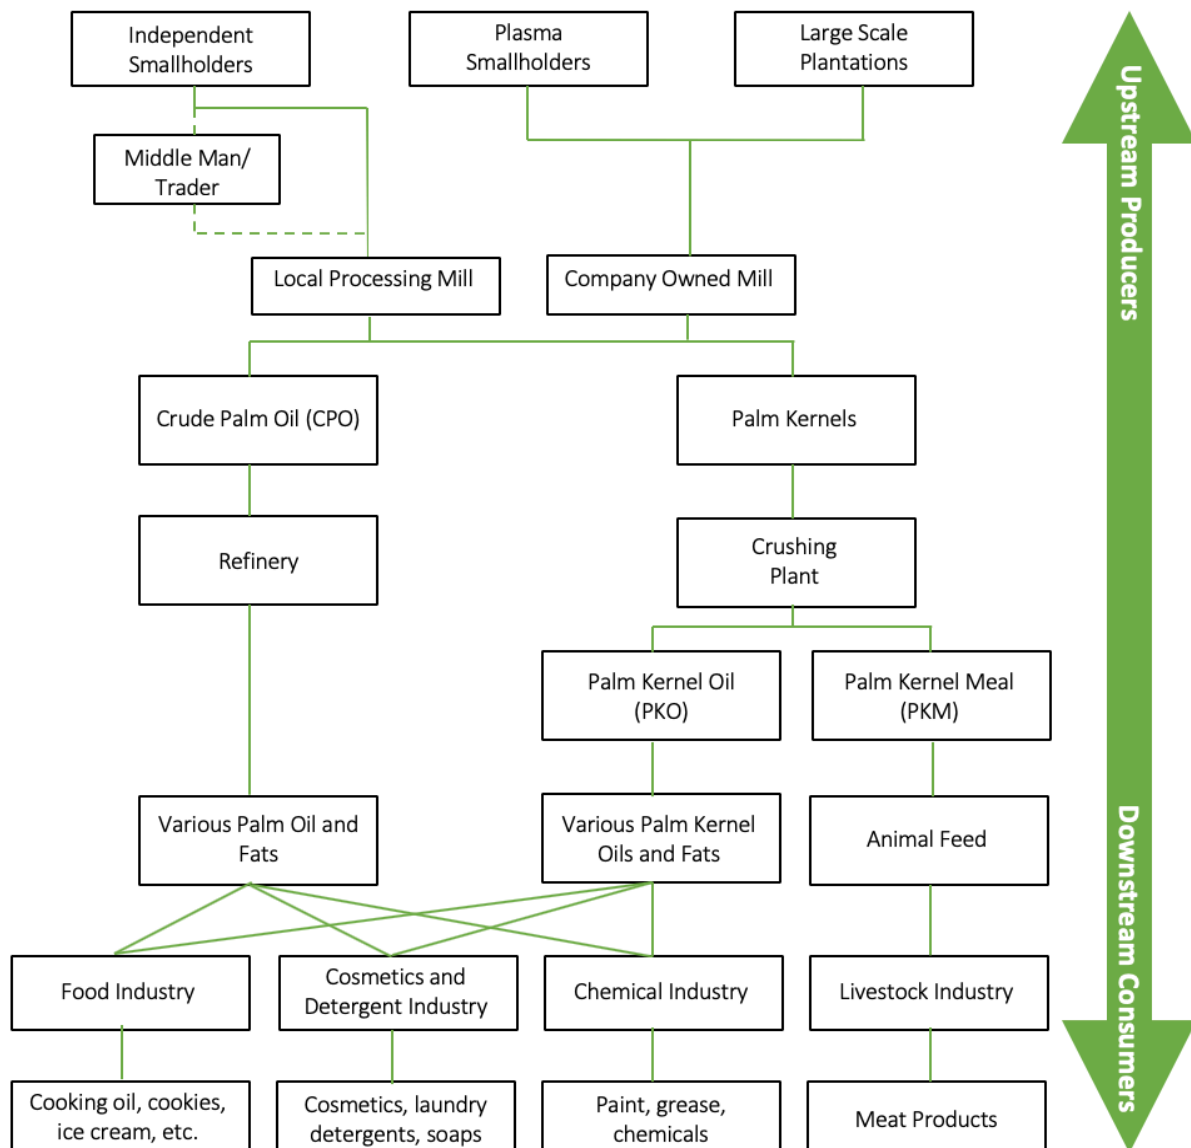 Independent
Smallholders
Plasma
Smallholders
Large Scale
Plantations
Upstream Producers
Middle Man/
Trader
Local Processing Mill
Company Owned Mill
Crude Palm Oil (CPO)
Palm Kernels
Refinery
Crushing
Plant
Palm Kernel Oil
(PKO)
Palm Kernel Meal
(PKM)
Various Palm Oil and
Fats
Various Palm Kernel
Oils and Fats
Animal Feed
Downstream Consumers
Food Industry
Cosmetics and
Detergent Industry
Chemical Industry
Livestock Industry
Cooking oil, cookies,
ice cream, etc.
Cosmetics, laundry
detergents, soaps
Paint, grease,
chemicals
Meat Products